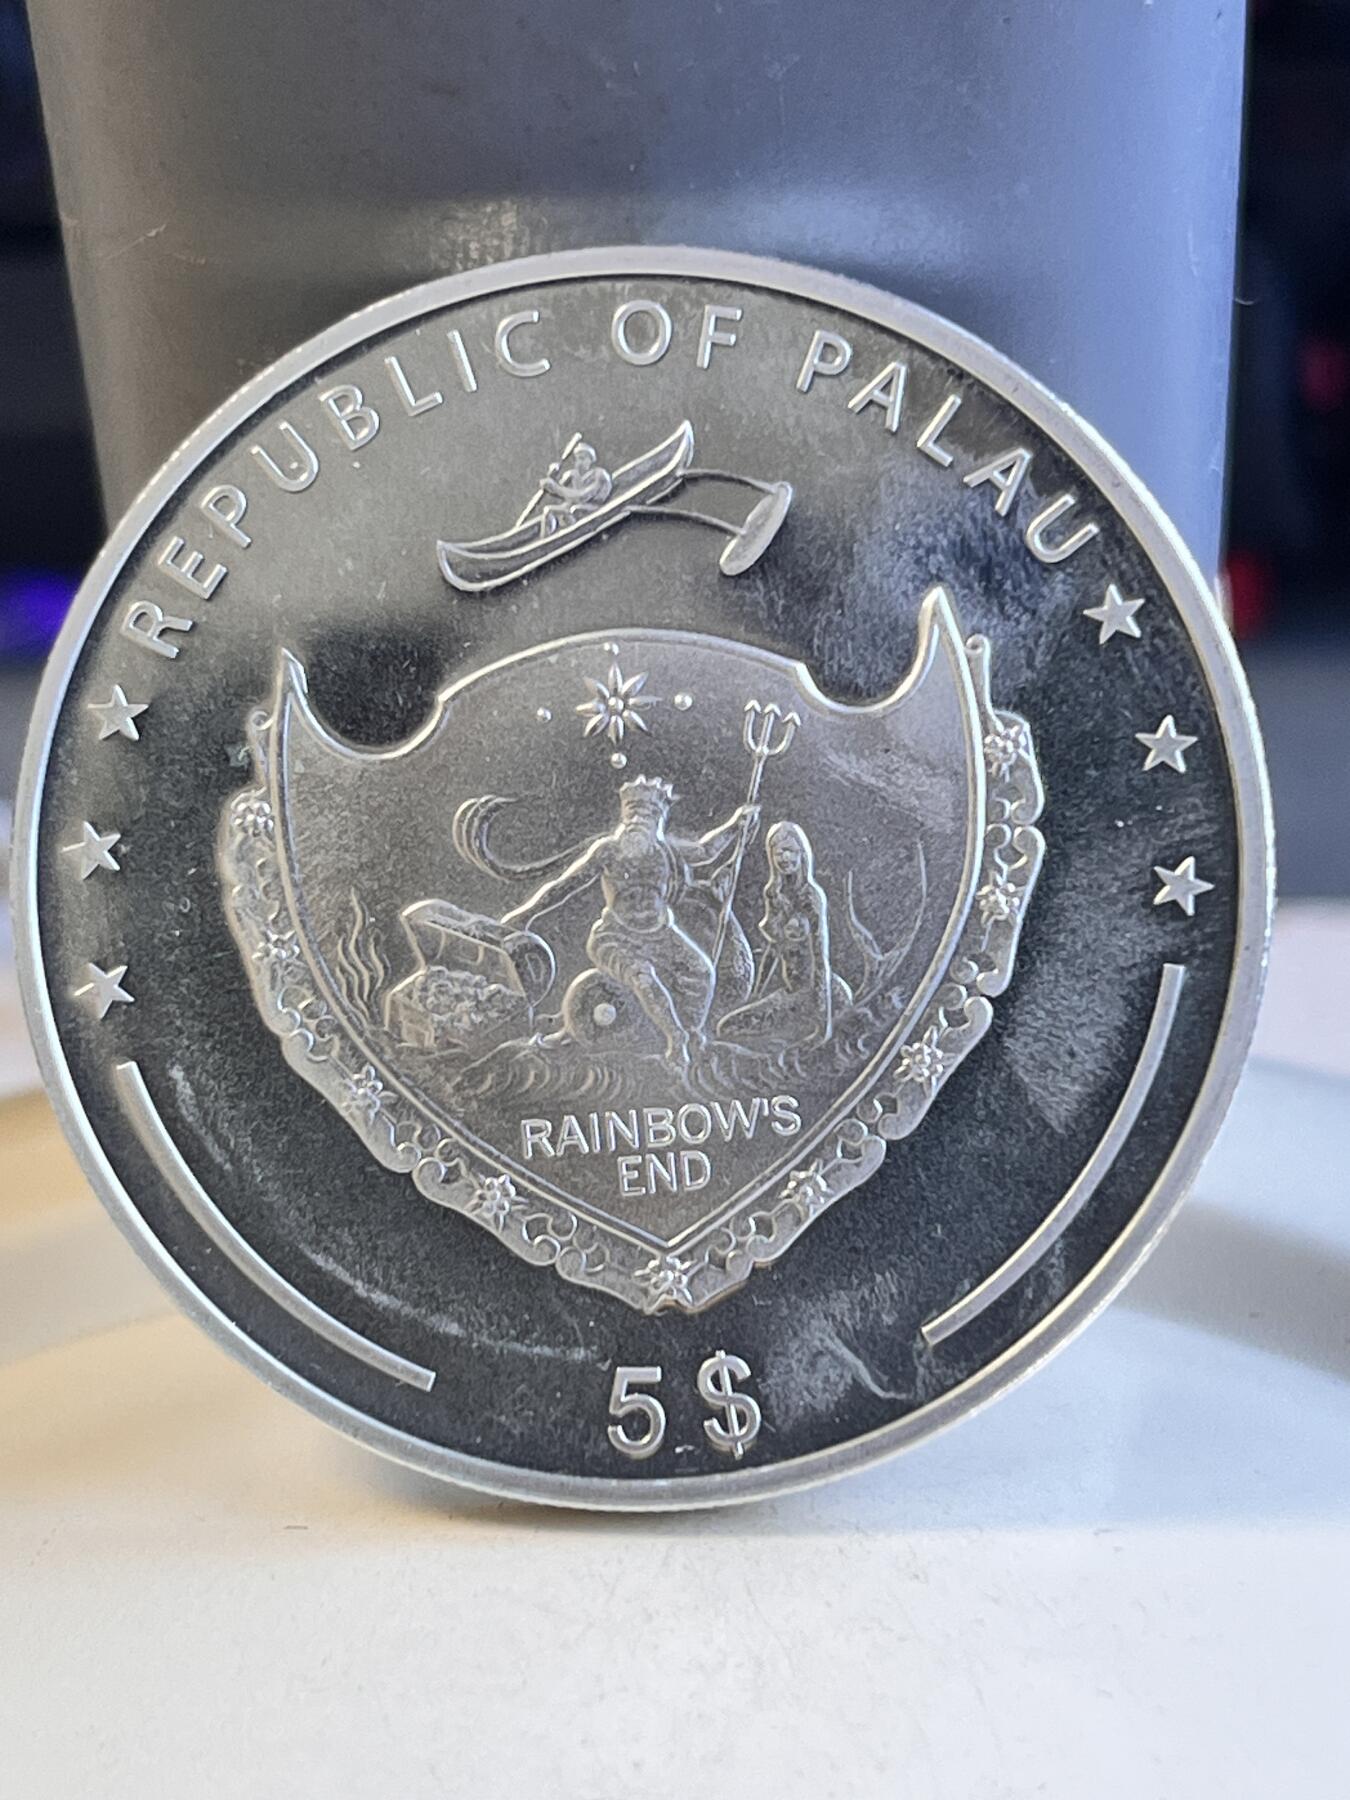 REPUBLIC OF PALAU
RAINBOW'S
END
5 $